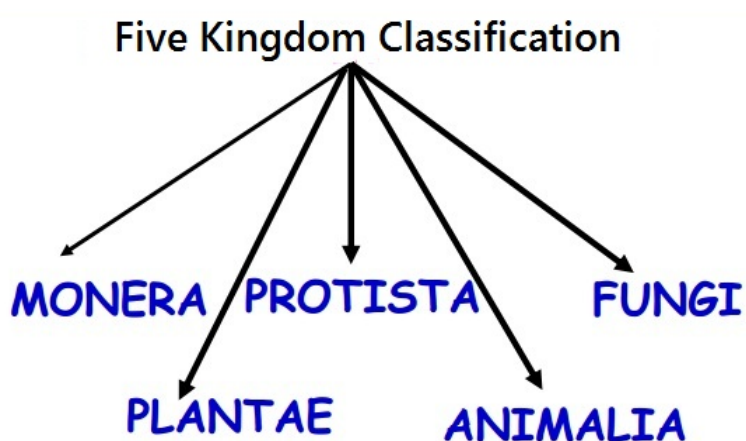 Five Kingdom Classification
MONERA PROTISTA FUNGI
PLANTAE ANIMALIA